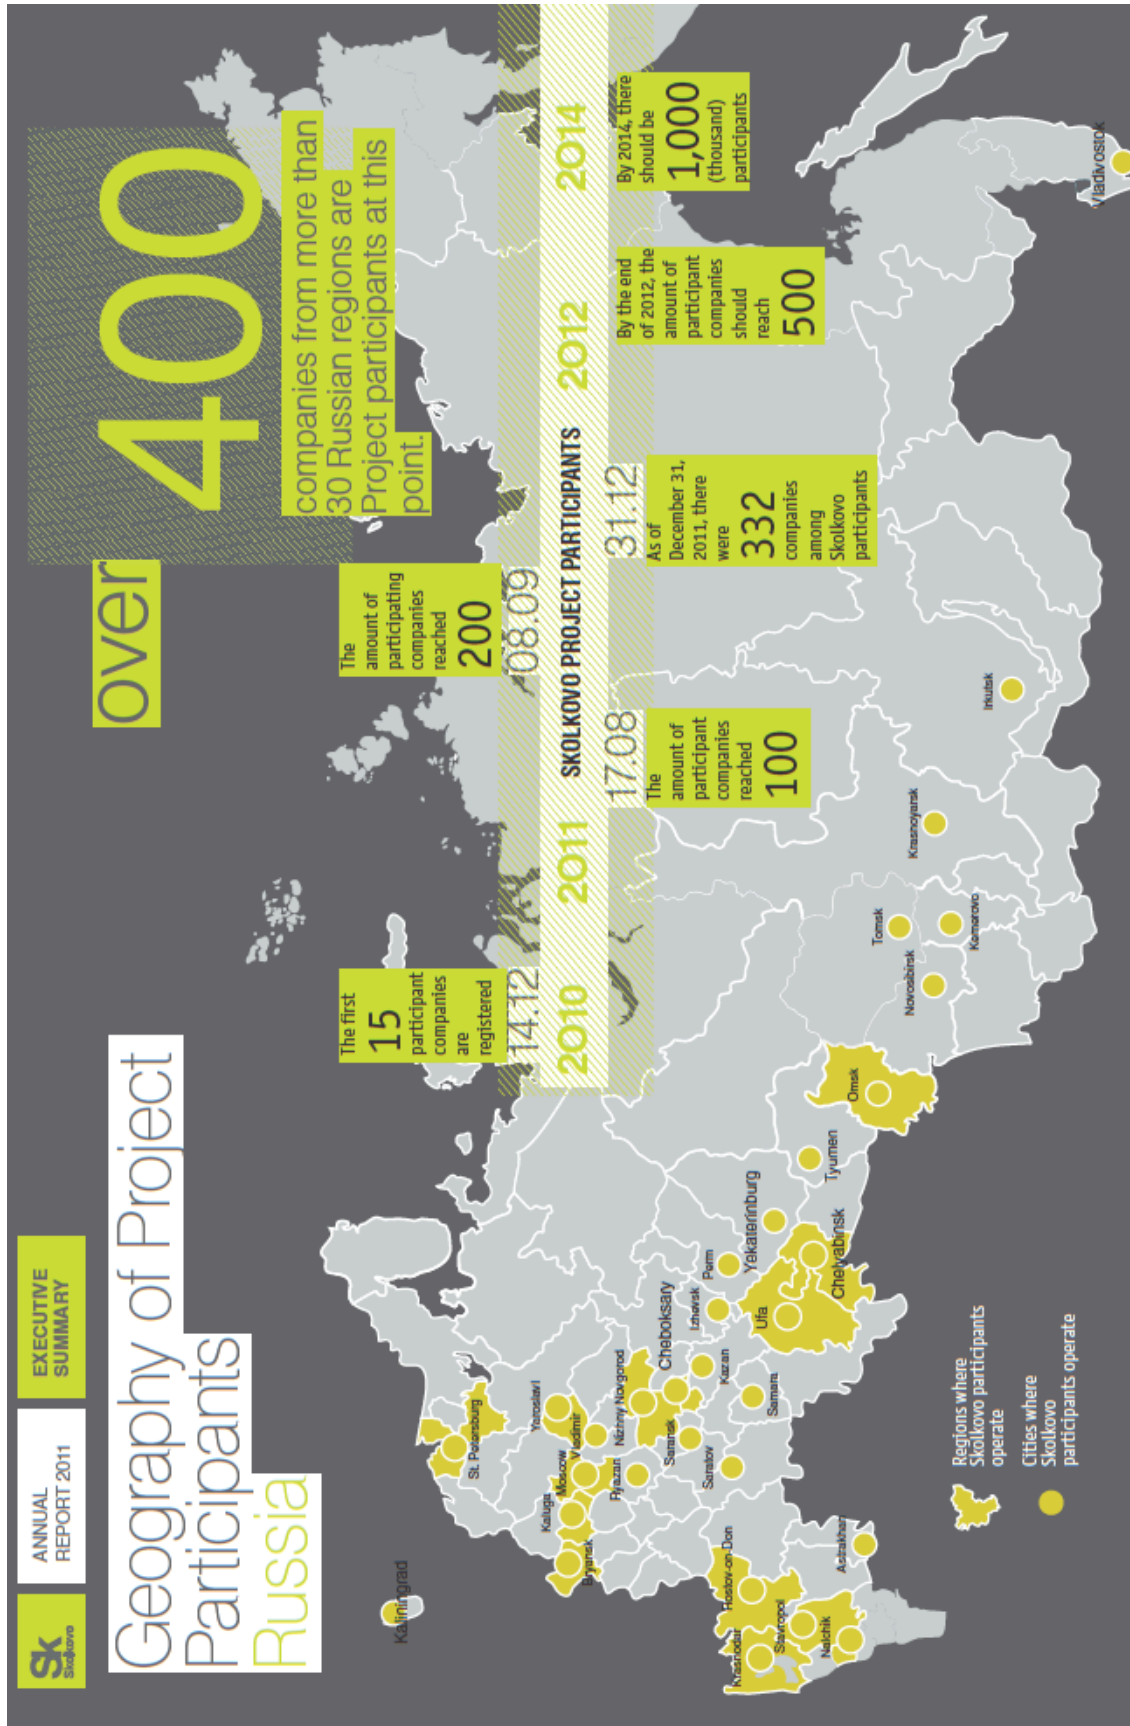 Sk
Skolkovo
ANNUAL
REPORT 2011
EXECUTIVE
SUMMARY
Geography of Project
Participants
Russia
Over
400
companies from more than
30 Russian regions are
Project participants at this
point.
The first
15
participant
companies
are
registered
14.12
The
amount of
participating
companies
reached
200
08.09
2010
2011
SKOLKOVO PROJECT PARTICIPANTS
2012
2014
17.08
The
amount of
participant
companies
reached
100
31.12
As of
December 31,
2011, there
were
332
companies
among
Skolkovo
participants
By the end
of 2012, the
amount of
participant
companies
should
reach
500
By 2014, there
should be
1,000
(thousand)
participants
Kaliningrad
St. Petersburg
Yaroslavl
Vladimir
Moscow
Kaluga
Bryansk
Ryazan
Nizhny Novgorod
Cheboksary
Saransk
Saratov
Kazan
Samara
Izhevsk
Perm
Yekaterinburg
Ufa
Chelyabinsk
Tyumen
Omsk
Rostov-on-Don
Krasnodar
Stavropol
Nalchik
Astrakhan
Tomsk
Novosibirsk
Kemerovo
Krasnoyarsk
Irkutsk
Vladivostok
Regions where
Skolkovo participants
operate
Cities where
Skolkovo
participants operate